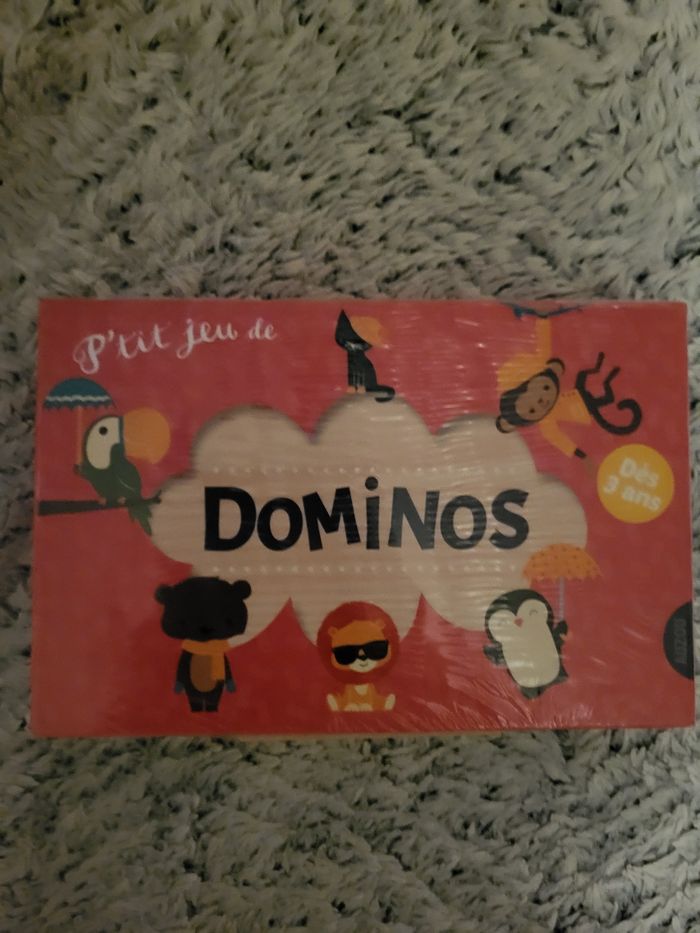 P'tit jeu de
DOMiNOS
Dès
3 ans